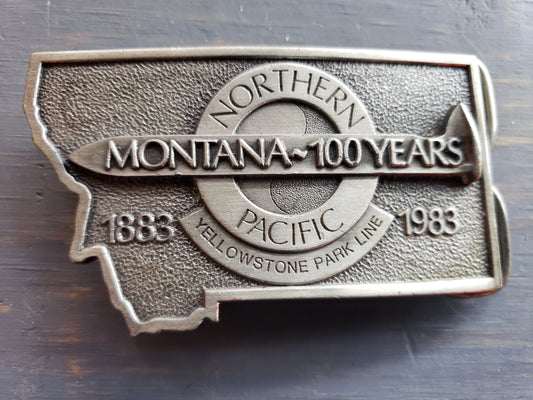 NORTHERN
MONTANA~100 YEARS
1883
1983
PACIFIC
YELLOWSTONE PARK LINE